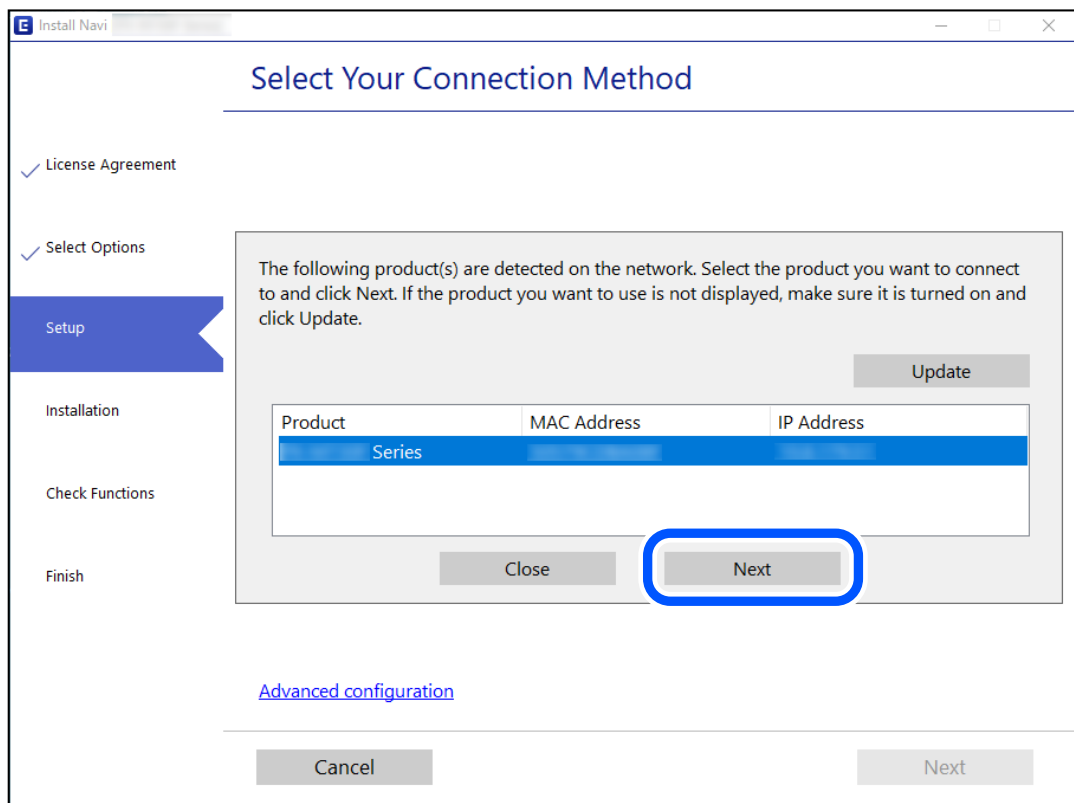 Install Navi
Select Your Connection Method
License Agreement
Select Options
Setup
Installation
Check Functions
Finish
The following product(s) are detected on the network. Select the product you want to connect
to and click Next. If the product you want to use is not displayed, make sure it is turned on and
click Update.
Update
Product MAC Address IP Address
Series
Close Next
Advanced configuration
Cancel Next